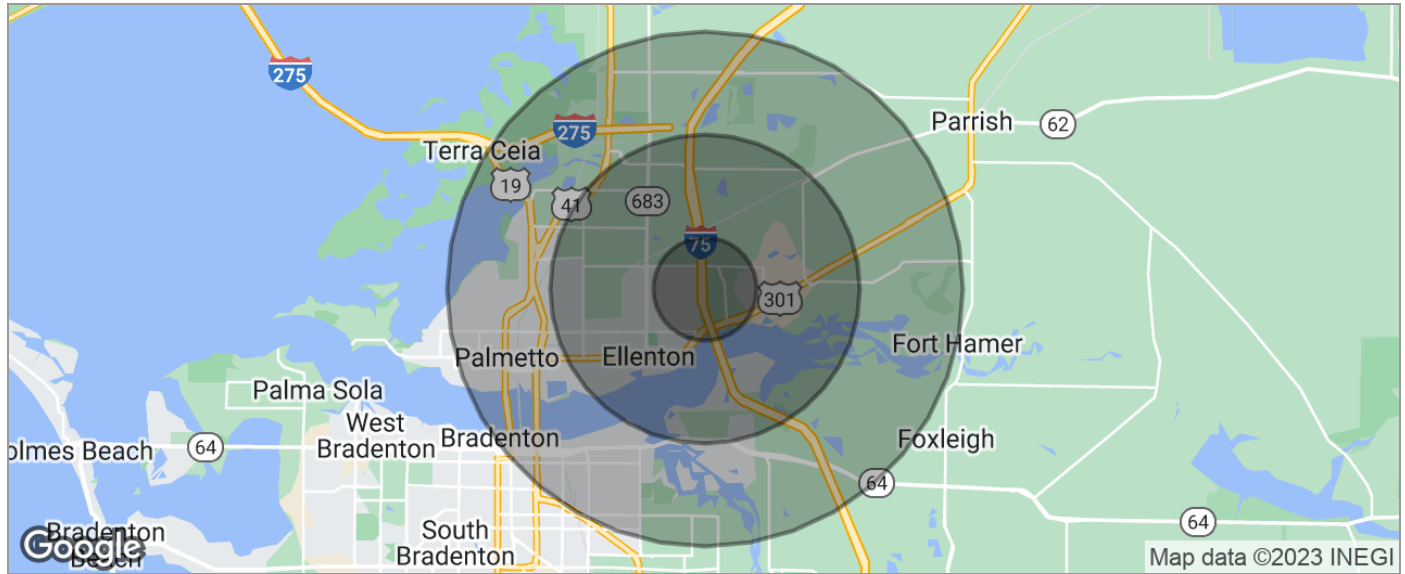 275
275
Parrish
62
Terra Ceia
19
41
683
75
301
Palmetto
Ellenton
Fort Hamer
Palma Sola
West
Bradenton
Bradenton
Foxleigh
olmes Beach
64
64
64
South
Bradenton
Bradenton
Beach
Google
Map data ©2023 INEGI